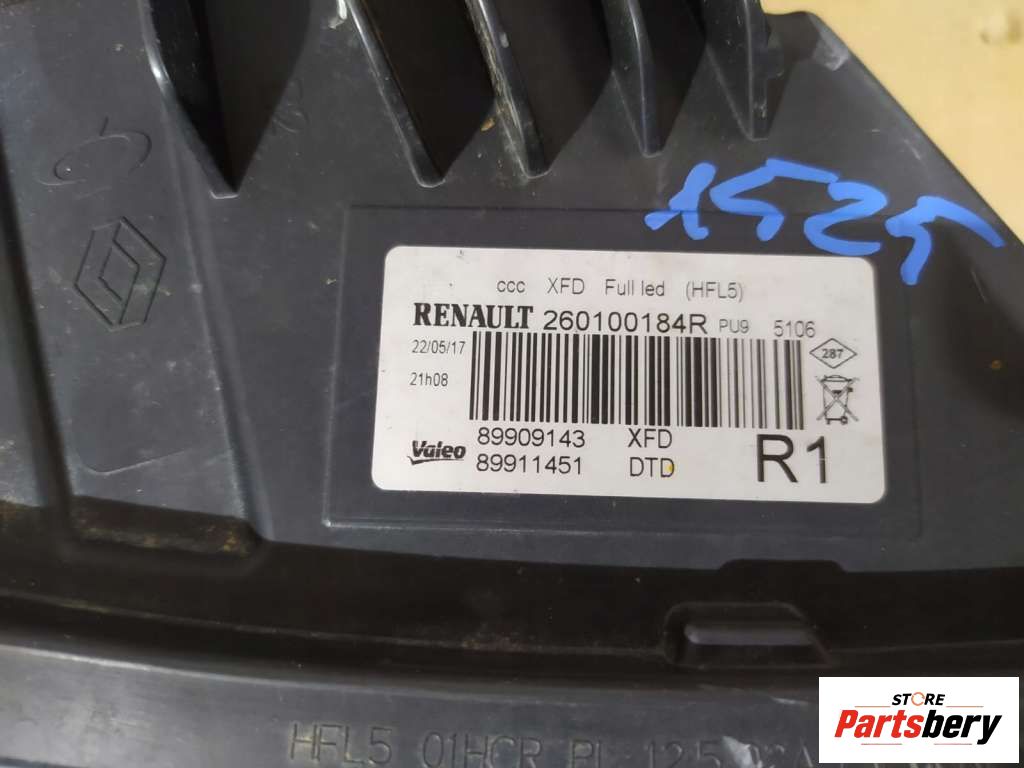 1525
ccc XFD Full led (HFL5)
RENAULT 260100184R PU9 5106
22/05/17
287
21h08
Valeo 89909143 XFD
89911451 DTD
R1
HFL5 01HCR
STORE
Partsbery